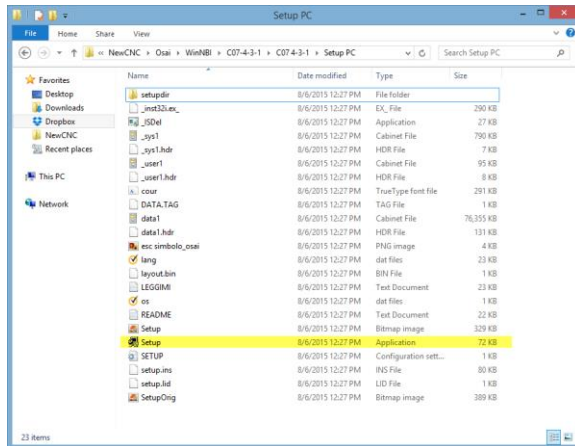 Setup PC
File Home Share View
« NewCNC › Osai › WinNBI › C07-4-3-1 › C07 4-3-1 › Setup PC Search Setup PC
Name Date modified Type Size
Favorites
Desktop
Downloads
Dropbox
NewCNC
Recent places
This PC
Network
setupdir 8/6/2015 12:27 PM File folder
_inst32i.ex_ 8/6/2015 12:27 PM EX_ File 290 KB
_ISDel 8/6/2015 12:27 PM Application 27 KB
_sys1 8/6/2015 12:27 PM Cabinet File 790 KB
_sys1.hdr 8/6/2015 12:27 PM HDR File 7 KB
_user1 8/6/2015 12:27 PM Cabinet File 95 KB
_user1.hdr 8/6/2015 12:27 PM HDR File 8 KB
cour 8/6/2015 12:27 PM TrueType font file 291 KB
DATA.TAG 8/6/2015 12:27 PM TAG File 1 KB
data1 8/6/2015 12:27 PM Cabinet File 76,355 KB
data1.hdr 8/6/2015 12:27 PM HDR File 131 KB
esc simbolo_osai 8/6/2015 12:27 PM PNG image 4 KB
lang 8/6/2015 12:27 PM dat files 23 KB
layout.bin 8/6/2015 12:27 PM BIN File 1 KB
LEGGIMI 8/6/2015 12:27 PM Text Document 23 KB
os 8/6/2015 12:27 PM dat files 1 KB
README 8/6/2015 12:27 PM Text Document 22 KB
Setup 8/6/2015 12:27 PM Bitmap image 329 KB
Setup 8/6/2015 12:27 PM Application 72 KB
SETUP 8/6/2015 12:27 PM Configuration sett... 1 KB
setup.ins 8/6/2015 12:27 PM INS File 80 KB
setup.lid 8/6/2015 12:27 PM LID File 1 KB
SetupOrig 8/6/2015 12:27 PM Bitmap image 389 KB
23 items